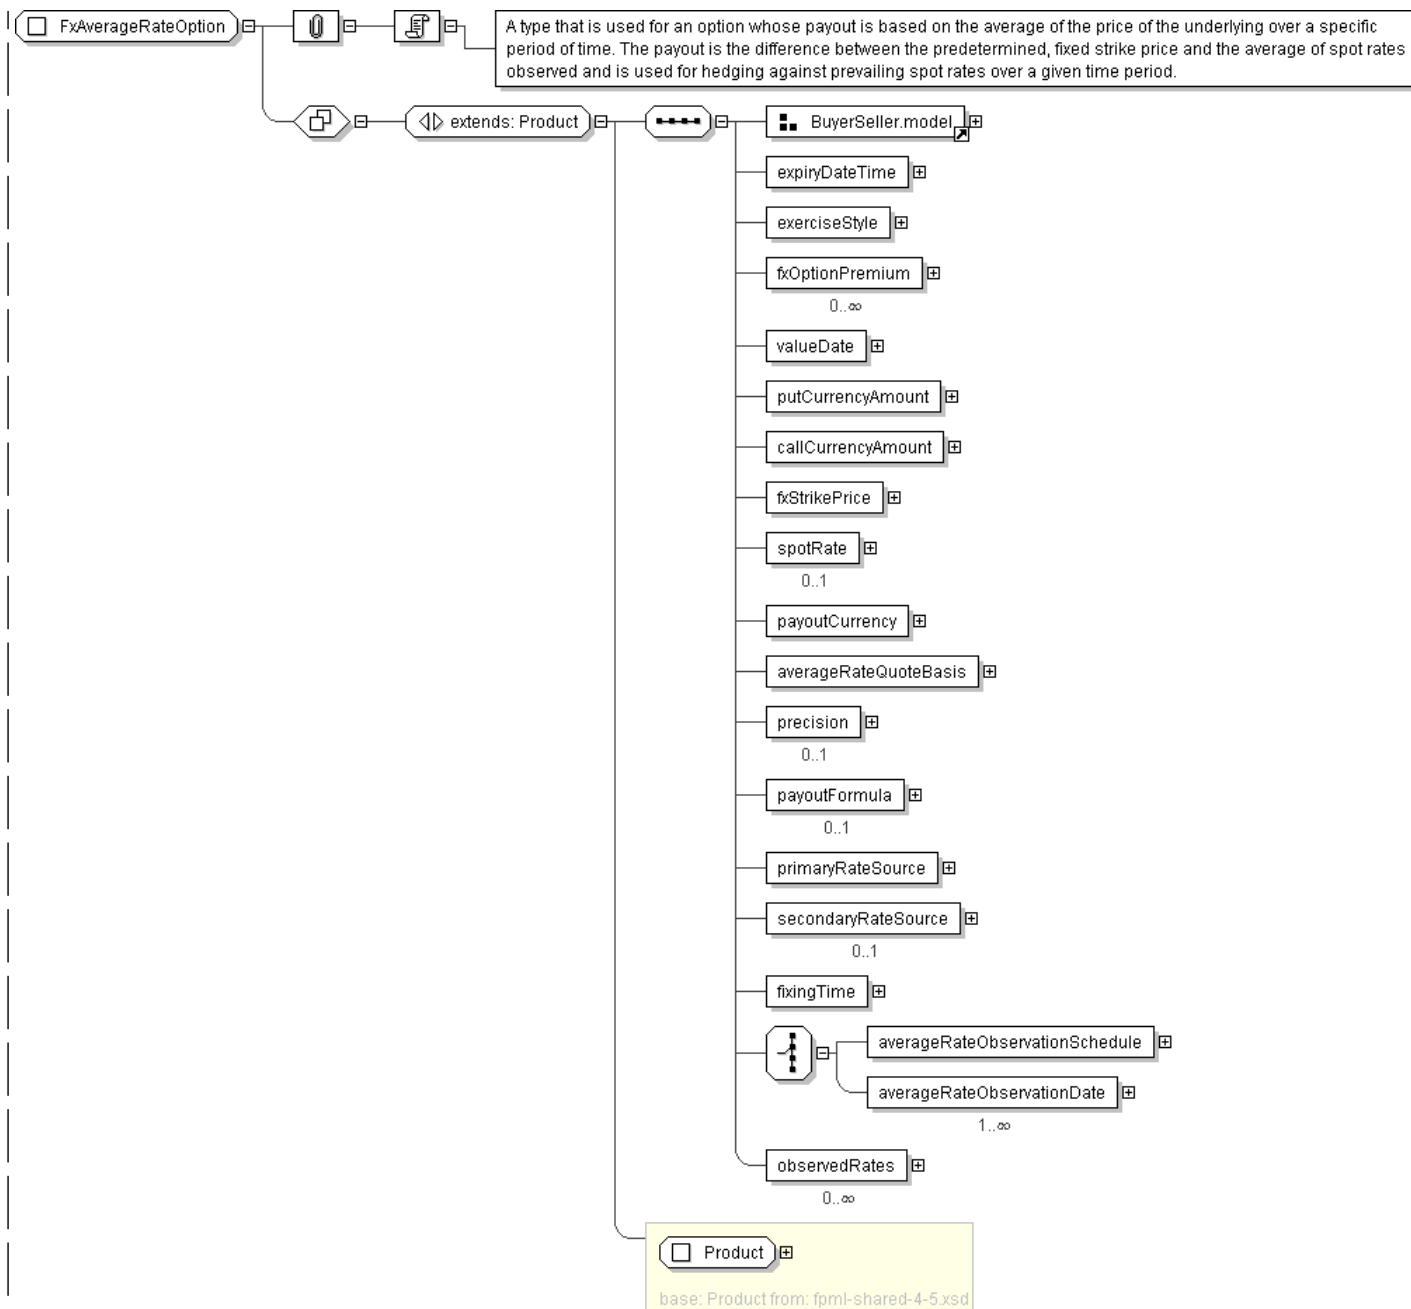 FxAverageRateOption
A type that is used for an option whose payout is based on the average of the price of the underlying over a specific
period of time. The payout is the difference between the predetermined, fixed strike price and the average of spot rates
observed and is used for hedging against prevailing spot rates over a given time period.
extends: Product
BuyerSeller.model
expiryDateTime
exerciseStyle
fxOptionPremium
0..∞
valueDate
putCurrencyAmount
callCurrencyAmount
fxStrikePrice
spotRate
0..1
payoutCurrency
averageRateQuoteBasis
precision
0..1
payoutFormula
0..1
primaryRateSource
secondaryRateSource
0..1
fixingTime
averageRateObservationSchedule
averageRateObservationDate
1..∞
observedRates
0..∞
Product
base: Product from: fpml-shared-4-5.xsd